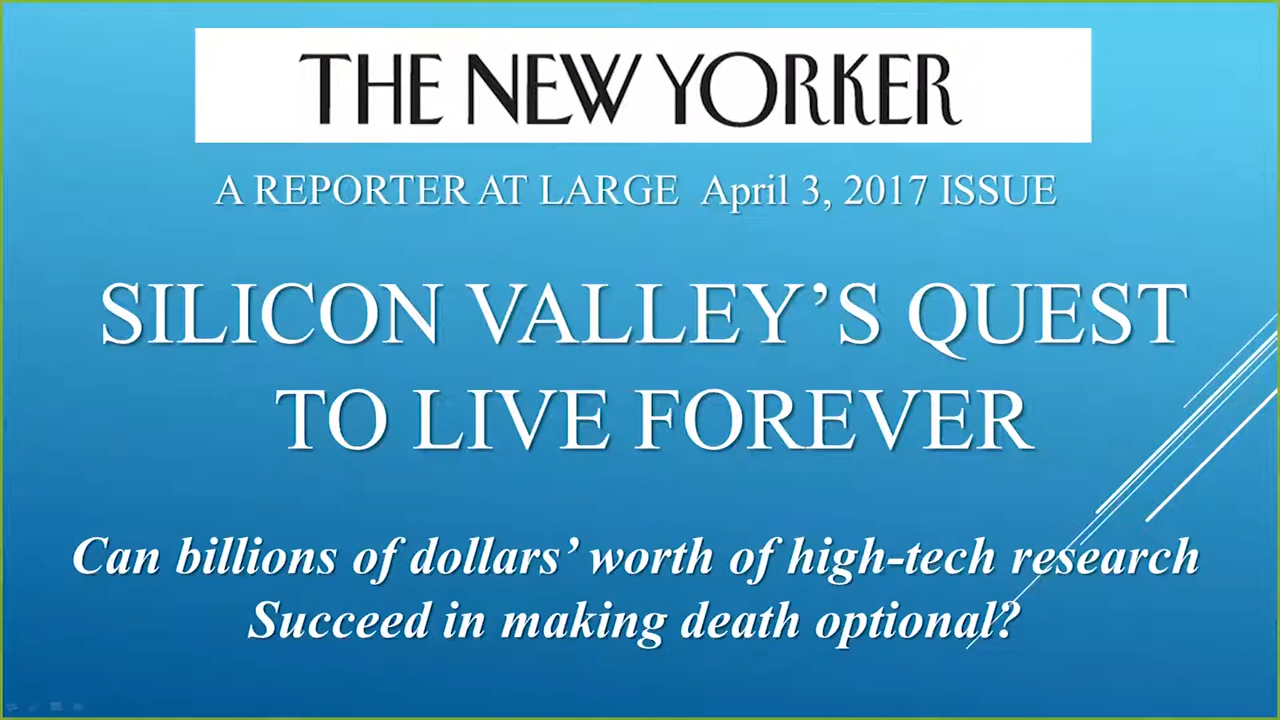 THE NEW YORKER
A REPORTER AT LARGE April 3, 2017 ISSUE
SILICON VALLEY’S QUEST
TO LIVE FOREVER
Can billions of dollars’ worth of high-tech research
Succeed in making death optional?